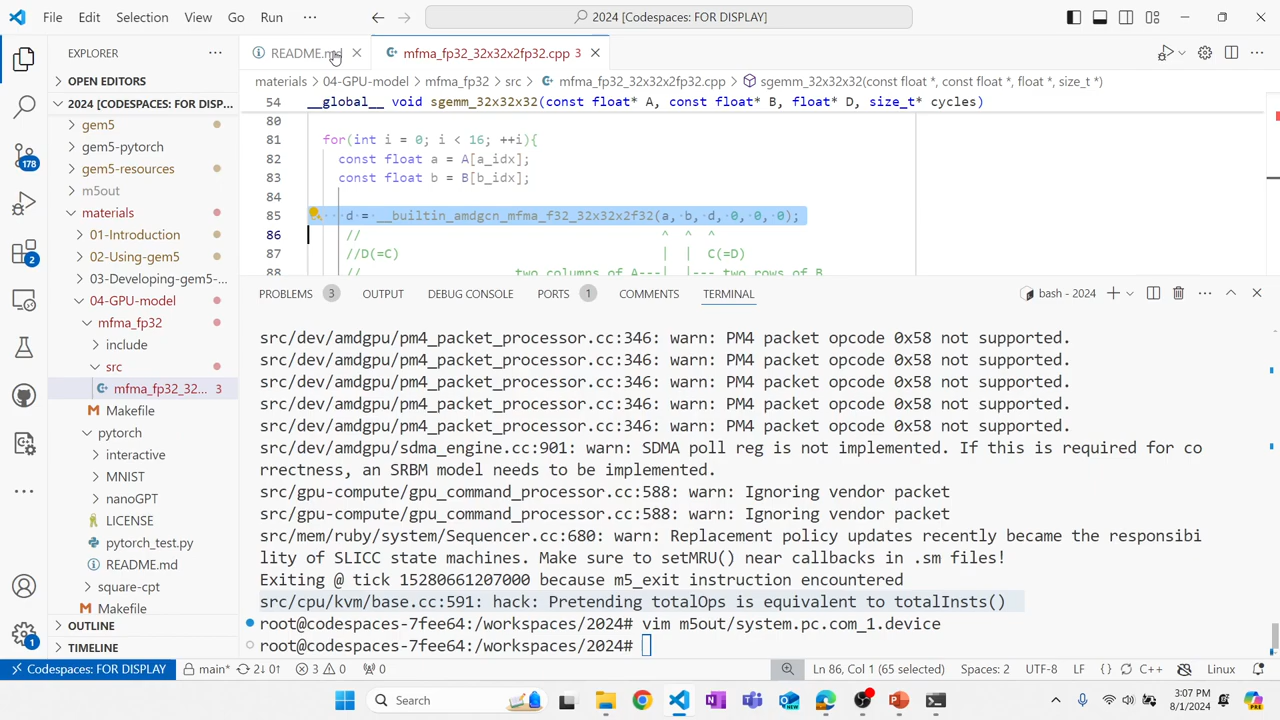 File Edit Selection View Go Run ··· 2024 [Codespaces: FOR DISPLAY]
EXPLORER ···
README.md
mfma_fp32_32x32x2fp32.cpp 3
OPEN EDITORS
2024 [CODESPACES: FOR DISP...
gem5
gem5-pytorch
gem5-resources
m5out
materials
01-Introduction
02-Using-gem5
03-Developing-gem5-...
04-GPU-model
mfma_fp32
include
src
mfma_fp32_32... 3
Makefile
pytorch
interactive
MNIST
nanoGPT
LICENSE
pytorch_test.py
README.md
square-cpt
Makefile
OUTLINE
TIMELINE
178
2
1
materials > 04-GPU-model > mfma_fp32 > src > mfma_fp32_32x32x2fp32.cpp > sgemm_32x32x32(const float *, const float *, float *, size_t *)
54 __global__ void sgemm_32x32x32(const float* A, const float* B, float* D, size_t* cycles)
80
81 for(int i = 0; i < 16; ++i){
82 const float a = A[a_idx];
83 const float b = B[b_idx];
84
85 d = __builtin_amdgcn_mfma_f32_32x32x2f32(a, b, d, 0, 0, 0);
86 // ^ ^ ^
87 //D(=C) | | C(=D)
88 // two columns of A---| |--- two rows of B
PROBLEMS 3 OUTPUT DEBUG CONSOLE PORTS 1 COMMENTS TERMINAL bash - 2024
src/dev/amdgpu/pm4_packet_processor.cc:346: warn: PM4 packet opcode 0x58 not supported.
src/dev/amdgpu/pm4_packet_processor.cc:346: warn: PM4 packet opcode 0x58 not supported.
src/dev/amdgpu/pm4_packet_processor.cc:346: warn: PM4 packet opcode 0x58 not supported.
src/dev/amdgpu/pm4_packet_processor.cc:346: warn: PM4 packet opcode 0x58 not supported.
src/dev/amdgpu/pm4_packet_processor.cc:346: warn: PM4 packet opcode 0x58 not supported.
src/dev/amdgpu/sdma_engine.cc:901: warn: SDMA poll reg is not implemented. If this is required for co
rrectness, an SRBM model needs to be implemented.
src/gpu-compute/gpu_command_processor.cc:588: warn: Ignoring vendor packet
src/gpu-compute/gpu_command_processor.cc:588: warn: Ignoring vendor packet
src/mem/ruby/system/Sequencer.cc:680: warn: Replacement policy updates recently became the responsibi
lity of SLICC state machines. Make sure to setMRU() near callbacks in .sm files!
Exiting @ tick 15280661207000 because m5_exit instruction encountered
src/cpu/kvm/base.cc:591: hack: Pretending totalOps is equivalent to totalInsts()
root@codespaces-7fee64:/workspaces/2024# vim m5out/system.pc.com_1.device
root@codespaces-7fee64:/workspaces/2024#
Codespaces: FOR DISPLAY main* 2↓ 0↑ 3 0 0 Ln 86, Col 1 (65 selected) Spaces: 2 UTF-8 LF {} C++ Linux
Search 3:07 PM
8/1/2024